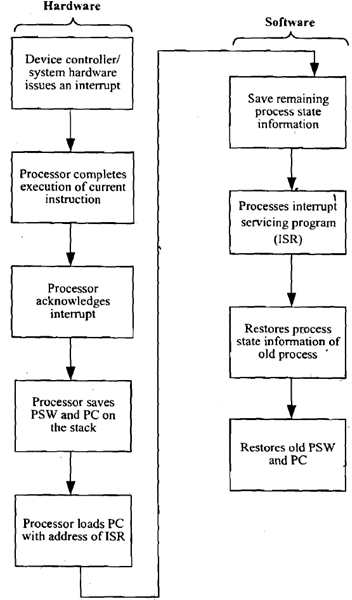 Hardware
Device controller/
system hardware
issues an interrupt
Processor completes
execution of current
instruction
Processor
acknowledges
interrupt
Processor saves
PSW and PC on
the stack
Processor loads PC
with address of ISR
Software
Save remaining
process state
information
Processes interrupt
servicing program
(ISR)
Restores process
state information of
old process
Restores old PSW
and PC